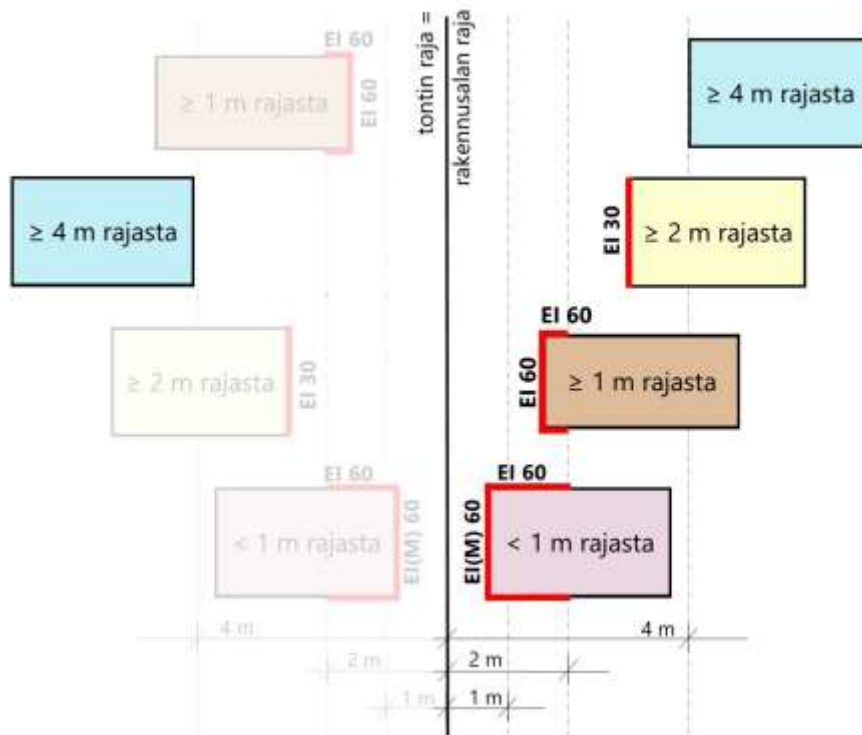 EI 60
≥ 1 m rajasta
EI 60
tontin raja =
rakennusalan raja
≥ 4 m rajasta
≥ 4 m rajasta
EI 30
≥ 2 m rajasta
EI 60
≥ 2 m rajasta
EI 30
EI 60
≥ 1 m rajasta
EI 60
EI 60
< 1 m rajasta
EI(M) 60
EI(M) 60
< 1 m rajasta
4 m
4 m
2 m
2 m
1 m
1 m